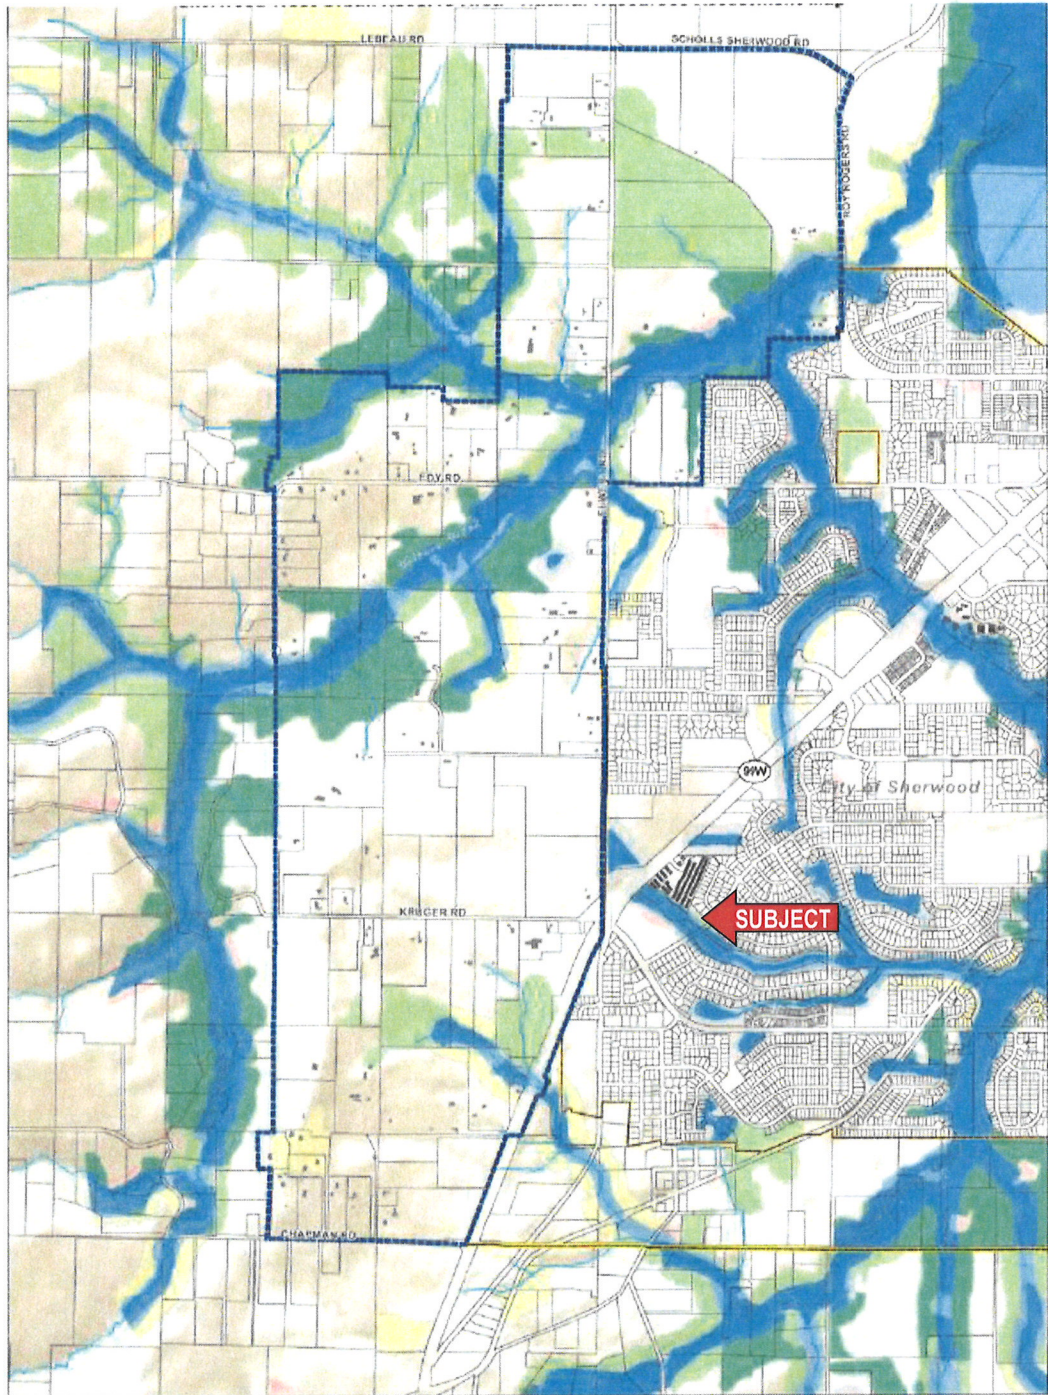 LEBEAU RD
SCHOLLS SHERWOOD RD
ROY ROGERS RD
EDY RD
99W
City of Sherwood
KRUGER RD
SUBJECT
CHAPMAN RD